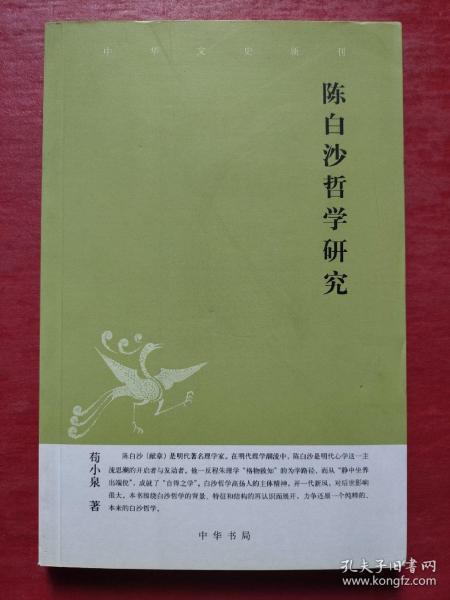 中华文史新刊
陈白沙哲学研究
荀小泉 著
陈白沙（献章）是明代著名理学家。在明代理学潮流中，陈白沙是明代心学这一主
流思潮的开启者与发动者。他一反程朱理学“格物致知”的为学路径，而从“静中坐养
出端倪”，成就了“自得之学”。白沙哲学高扬人的主体精神，开一代新风，对后世影响
很大。本书围绕白沙哲学的背景、特征和结构的再认识而展开，力争还原一个纯粹的、
本来的白沙哲学。
中华书局
孔夫子旧书网
www.kongfz.com